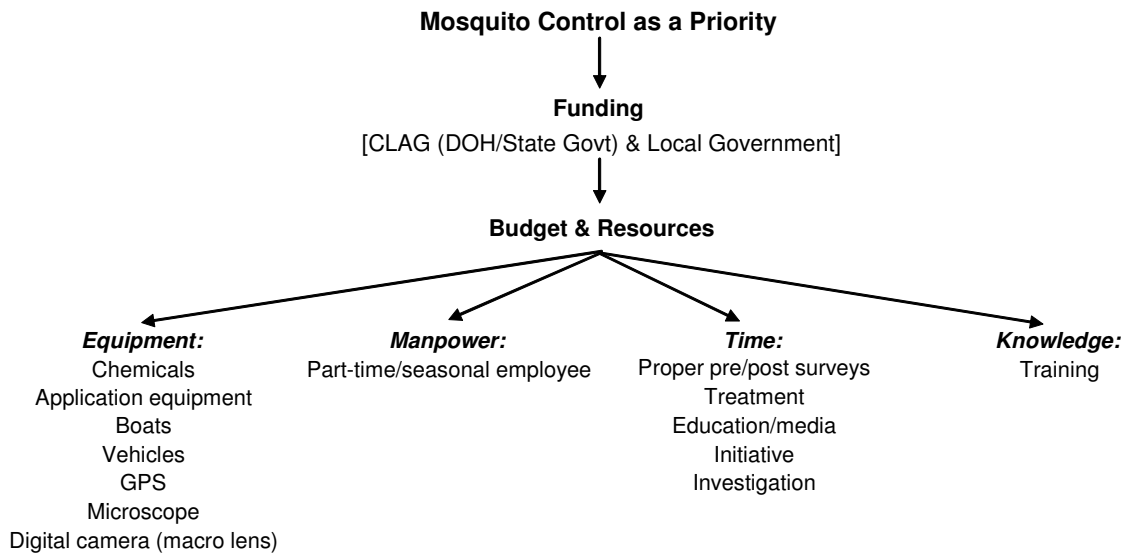 Mosquito Control as a Priority
Funding
[CLAG (DOH/State Govt) & Local Government]
Budget & Resources
Equipment:
Chemicals
Application equipment
Boats
Vehicles
GPS
Microscope
Digital camera (macro lens)
Manpower:
Part-time/seasonal employee
Time:
Proper pre/post surveys
Treatment
Education/media
Initiative
Investigation
Knowledge:
Training